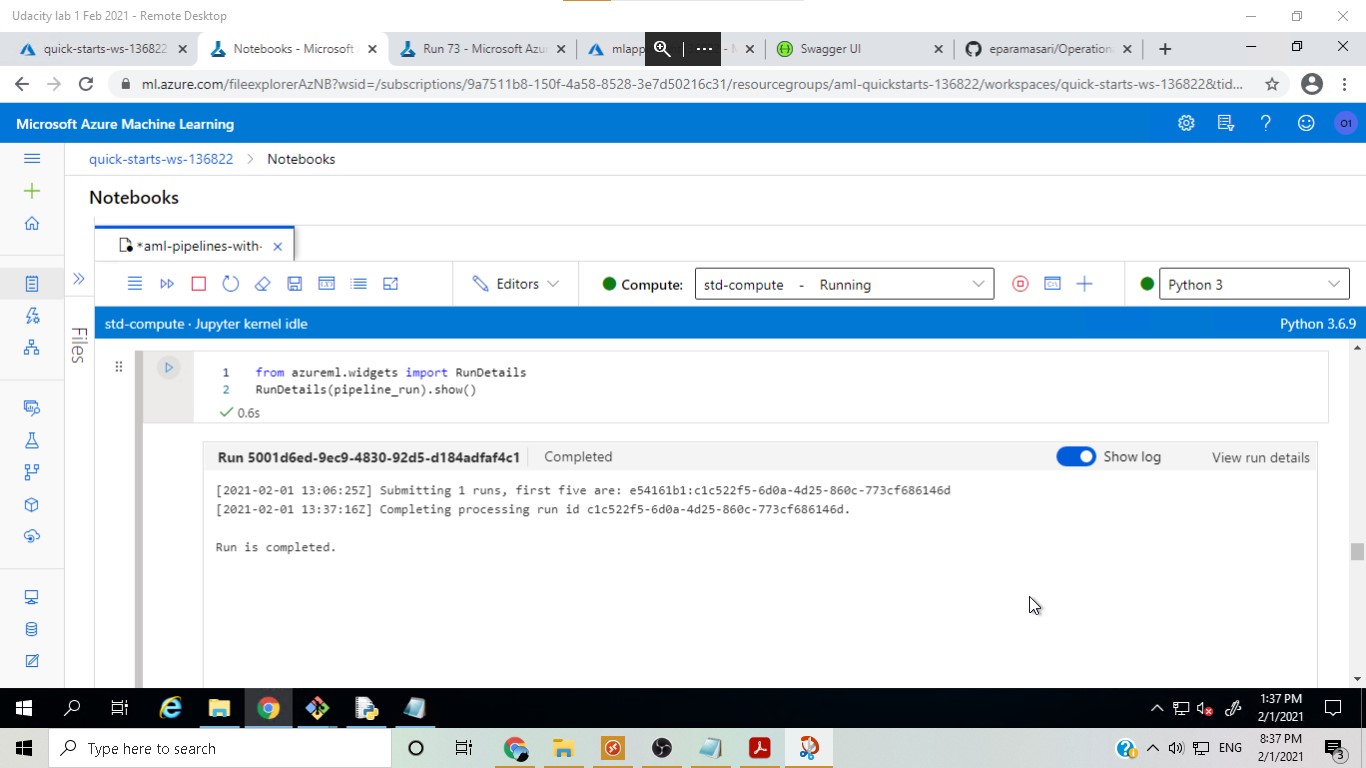 Udacity lab 1 Feb 2021 - Remote Desktop
quick-starts-ws-136822
Notebooks - Microsoft
Run 73 - Microsoft Azu
mlapp
Swagger UI
eparamasari/Operation
ml.azure.com/fileexplorerAzNB?wsid=/subscriptions/9a7511b8-150f-4a58-8528-3e7d50216c31/resourcegroups/aml-quickstarts-136822/workspaces/quick-starts-ws-136822&tid...
Microsoft Azure Machine Learning
O1
quick-starts-ws-136822 > Notebooks
Notebooks
*aml-pipelines-with-
Editors
Compute:
std-compute - Running
Python 3
std-compute · Jupyter kernel idle
Python 3.6.9
Files
1 from azureml.widgets import RunDetails
2 RunDetails(pipeline_run).show()
0.6s
Run 5001d6ed-9ec9-4830-92d5-d184adfaf4c1
Completed
Show log
View run details
[2021-02-01 13:06:25Z] Submitting 1 runs, first five are: e54161b1:c1c522f5-6d0a-4d25-860c-773cf686146d
[2021-02-01 13:37:16Z] Completing processing run id c1c522f5-6d0a-4d25-860c-773cf686146d.
Run is completed.
1:37 PM
2/1/2021
Type here to search
ENG
8:37 PM
2/1/2021
3